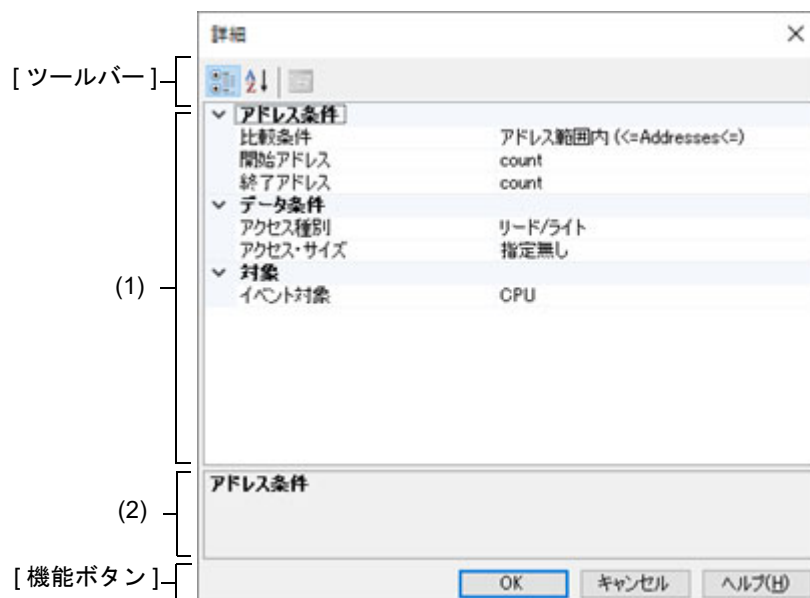 詳細
[ ツールバー ]
(1)
アドレス条件
比較条件 アドレス範囲内 (<=Addresses<=)
開始アドレス count
終了アドレス count
データ条件
アクセス種別 リード/ライト
アクセス・サイズ 指定無し
対象
イベント対象 CPU
(2)
アドレス条件
[ 機能ボタン ]
OK キャンセル ヘルプ(H)